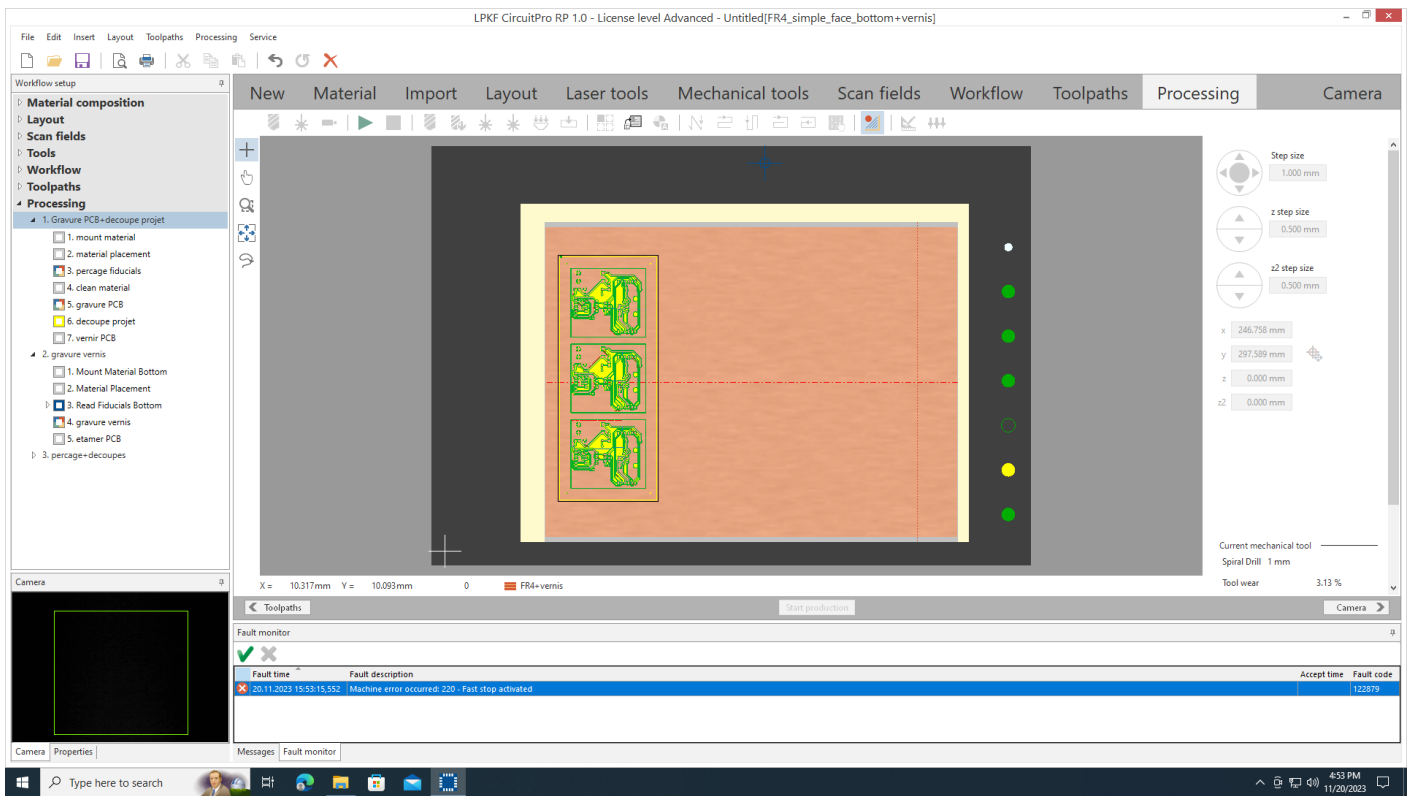 LPKF CircuitPro RP 1.0 - License level Advanced - Untitled[FR4_simple_face_bottom+vernis]
File Edit Insert Layout Toolpaths Processing Service
Workflow setup
Material composition
Layout
Scan fields
Tools
Workflow
Toolpaths
Processing
1. Gravure PCB+decoupe projet
1. mount material
2. material placement
3. percage fiducials
4. clean material
5. gravure PCB
6. decoupe projet
7. vernir PCB
2. gravure vernis
1. Mount Material Bottom
2. Material Placement
3. Read Fiducials Bottom
4. gravure vernis
5. etamer PCB
3. percage+decoupes
New Material Import Layout Laser tools Mechanical tools Scan fields Workflow Toolpaths Processing Camera
Step size
1.000 mm
z step size
0.500 mm
z2 step size
0.500 mm
x 246.758 mm
y 297.589 mm
z 0.000 mm
z2 0.000 mm
Current mechanical tool
Spiral Drill 1 mm
Tool wear 3.13 %
X = 10.317mm Y = 10.093mm 0 FR4+vernis
Toolpaths Start production Camera
Camera
Camera Properties
Fault monitor
Fault time Fault description Accept time Fault code
20.11.2023 15:53:15,552 Machine error occurred: 220 - Fast stop activated 122879
Messages Fault monitor
Type here to search
4:53 PM
11/20/2023